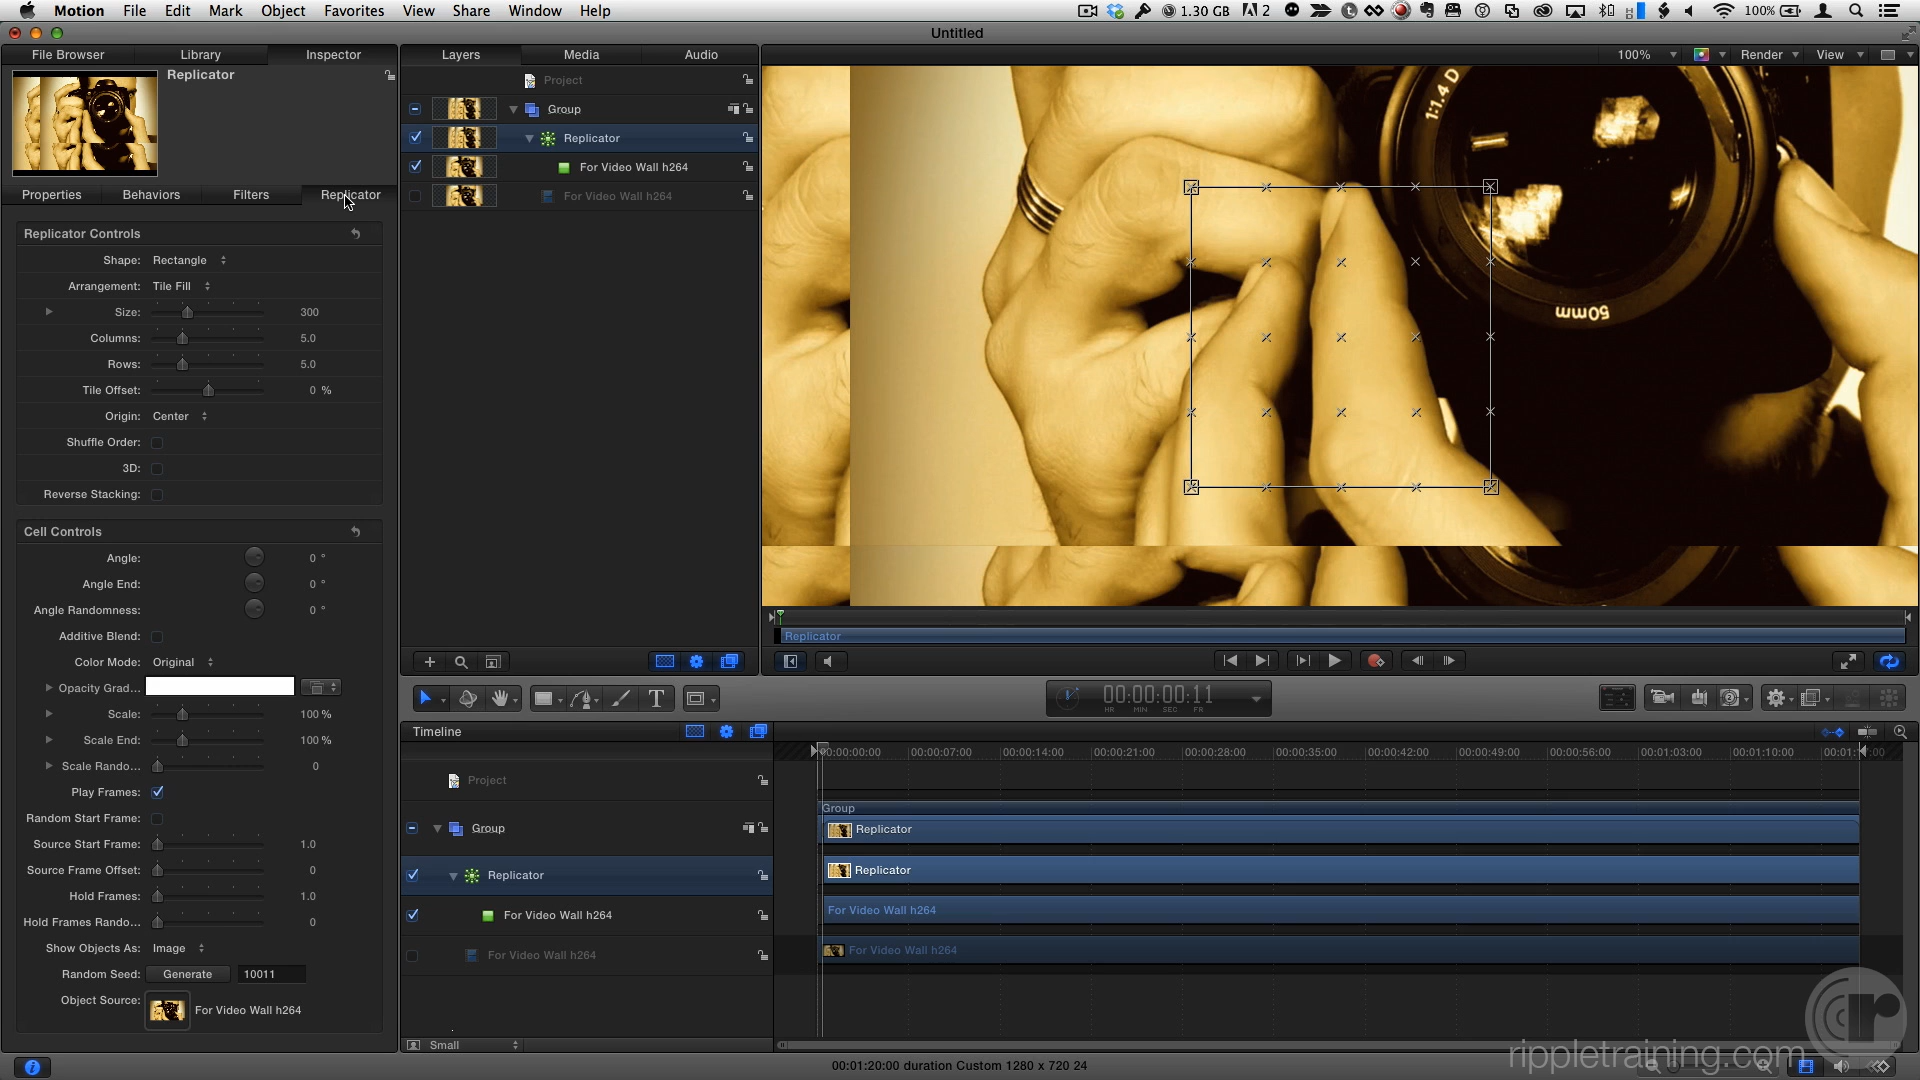 Motion File Edit Mark Object Favorites View Share Window Help 1.30 GB 2 100%
Untitled
File Browser Library Inspector Layers Media Audio 100% Render View
Replicator
Project
Group
Replicator
For Video Wall h264
For Video Wall h264
Properties Behaviors Filters Replicator
1:1.4 D
50mm
Replicator Controls
Shape: Rectangle
Arrangement: Tile Fill
Size: 300
Columns: 5.0
Rows: 5.0
Tile Offset: 0 %
Origin: Center
Shuffle Order:
3D:
Reverse Stacking:
Cell Controls
Angle: 0 °
Angle End: 0 °
Angle Randomness: 0 °
Additive Blend:
Color Mode: Original
Opacity Grad...
Scale: 100 %
Scale End: 100 %
Scale Rando... 0
Play Frames:
Random Start Frame:
Source Start Frame: 1.0
Source Frame Offset: 0
Hold Frames: 1.0
Hold Frames Rando... 0
Show Objects As: Image
Random Seed: Generate 10011
Object Source: For Video Wall h264
Replicator
T
00:00:00:11
HR MIN SEC FR
Timeline
00:00:00:00 00:00:07:00 00:00:14:00 00:00:21:00 00:00:28:00 00:00:35:00 00:00:42:00 00:00:49:00 00:00:56:00 00:01:03:00 00:01:10:00
Project
Group
Group
Replicator
Replicator
Replicator
For Video Wall h264
For Video Wall h264
For Video Wall h264
For Video Wall h264
Small
00:01:20:00 duration Custom 1280 x 720 24
rippletraining.com